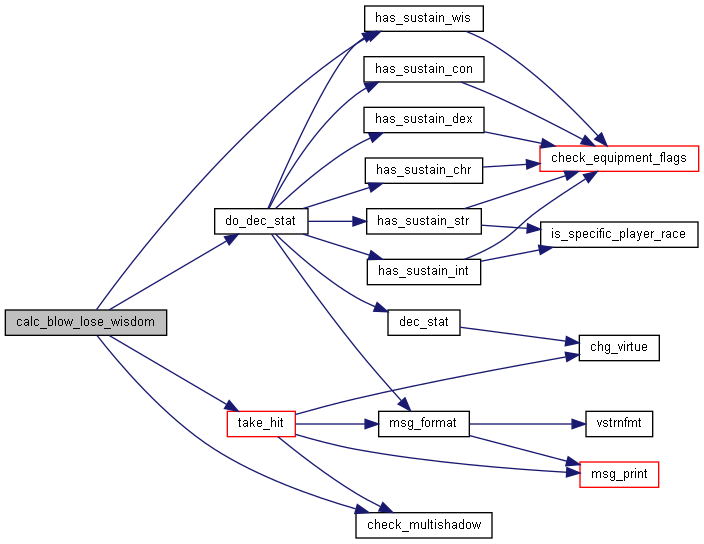 has_sustain_wis
has_sustain_con
has_sustain_dex
check_equipment_flags
has_sustain_chr
do_dec_stat
has_sustain_str
is_specific_player_race
has_sustain_int
calc_blow_lose_wisdom
dec_stat
chg_virtue
take_hit
msg_format
vstrnfmt
msg_print
check_multishadow